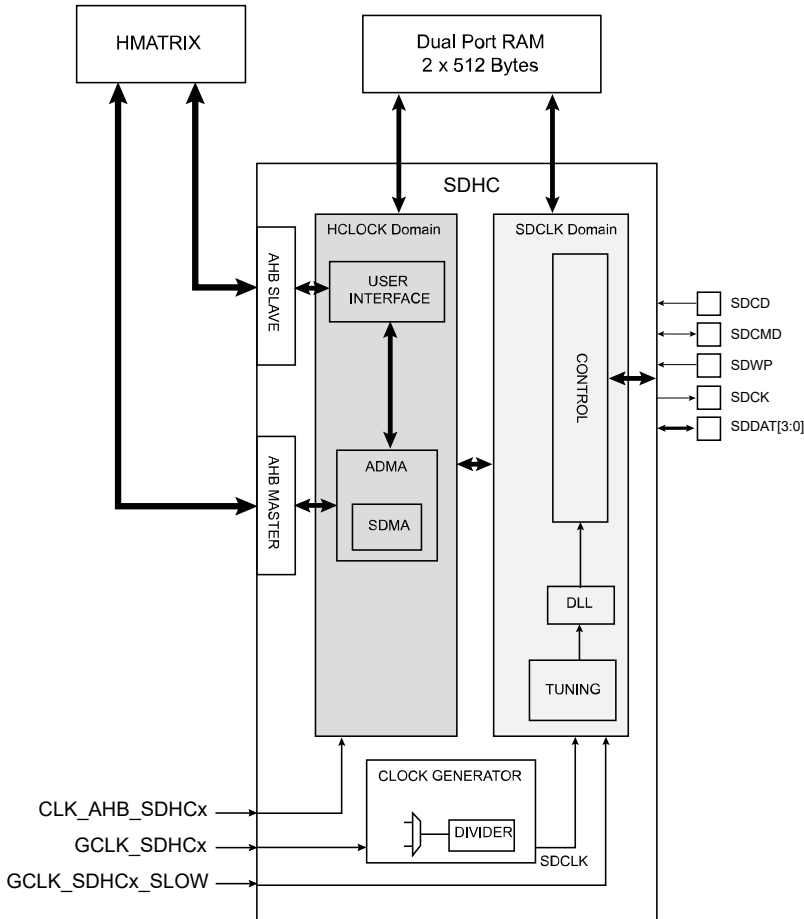 HMATRIX
Dual Port RAM
2 x 512 Bytes
SDHC
HCLOCK Domain
SDCLK Domain
AHB SLAVE
USER
INTERFACE
CONTROL
SDCD
SDCMD
SDWP
SDCK
SDDAT[3:0]
AHB MASTER
ADMA
SDMA
DLL
TUNING
CLOCK GENERATOR
DIVIDER
SDCLK
CLK_AHB_SDHCx
GCLK_SDHCx
GCLK_SDHCx_SLOW